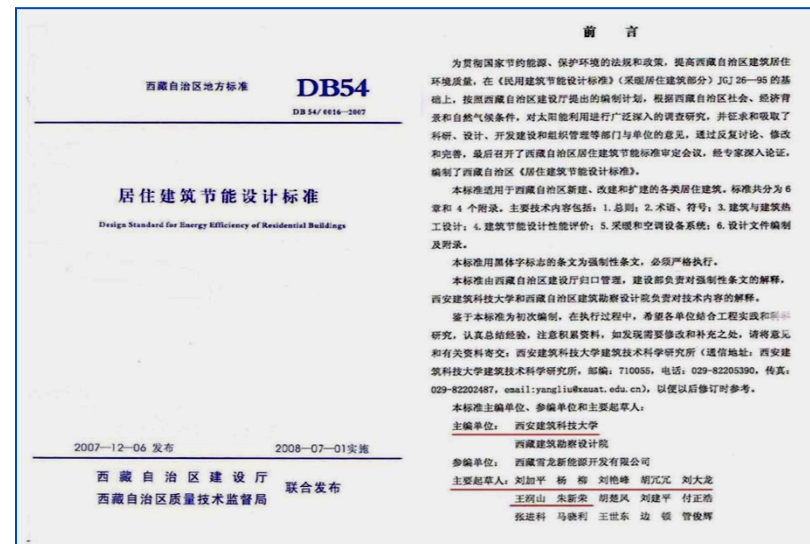 西藏自治区地方标准
DB54
DB 54/ 0016—2007
居住建筑节能设计标准
Design Standard for Energy Efficiency of Residential Buildings
2007—12—06 发布
2008—07—01实施
西藏自治区建设厅
西藏自治区质量技术监督局
联合发布
前 言
为贯彻国家节约能源、保护环境的法规和政策，提高西藏自治区建筑居住
环境质量，在《民用建筑节能设计标准》（采暖居住建筑部分）JGJ 26—95 的基
础上，按照西藏自治区建设厅提出的编制计划，根据西藏自治区社会、经济背
景和自然气候条件，对太阳能利用进行广泛深入的调查研究，并征求和吸取了
科研、设计、开发建设和组织管理等部门与单位的意见，通过反复讨论、修改
和完善，最后召开了西藏自治区居住建筑节能标准审定会议，经专家深入论证，
编制了西藏自治区《居住建筑节能设计标准》。
本标准适用于西藏自治区新建、改建和扩建的各类居住建筑。标准共分为 6
章和 4 个附录。主要技术内容包括：1.总则；2.术语、符号；3.建筑与建筑热
工设计；4.建筑节能设计性能评价；5.采暖和空调设备系统；6.设计文件编制
及附录。
本标准用黑体字标志的条文为强制性条文，必须严格执行。
本标准由西藏自治区建设厅归口管理，建设部负责对强制性条文的解释，
西安建筑科技大学和西藏自治区建筑勘察设计院负责对技术内容的解释。
鉴于本标准为初次编制，在执行过程中，希望各单位结合工程实践和科学
研究，认真总结经验，注意积累资料，如发现需要修改和补充之处，请将意见
和有关资料寄交：西安建筑科技大学建筑技术科学研究所（通信地址：西安建
筑科技大学建筑技术科学研究所，邮编：710055，电话：029-82205390，传真：
029-82202487，email:yangliu@xauat.edu.cn），以便以后修订时参考。
本标准主编单位、参编单位和主要起草人：
主编单位： 西安建筑科技大学
西藏建筑勘察设计院
参编单位： 西藏雪龙新能源开发有限公司
主要起草人：刘加平 杨 柳 刘艳峰 胡冗冗 刘大龙
王润山 朱新荣 胡楚风 刘建平 付正浩
张进科 马晓利 王世东 边 顿 管俊辉